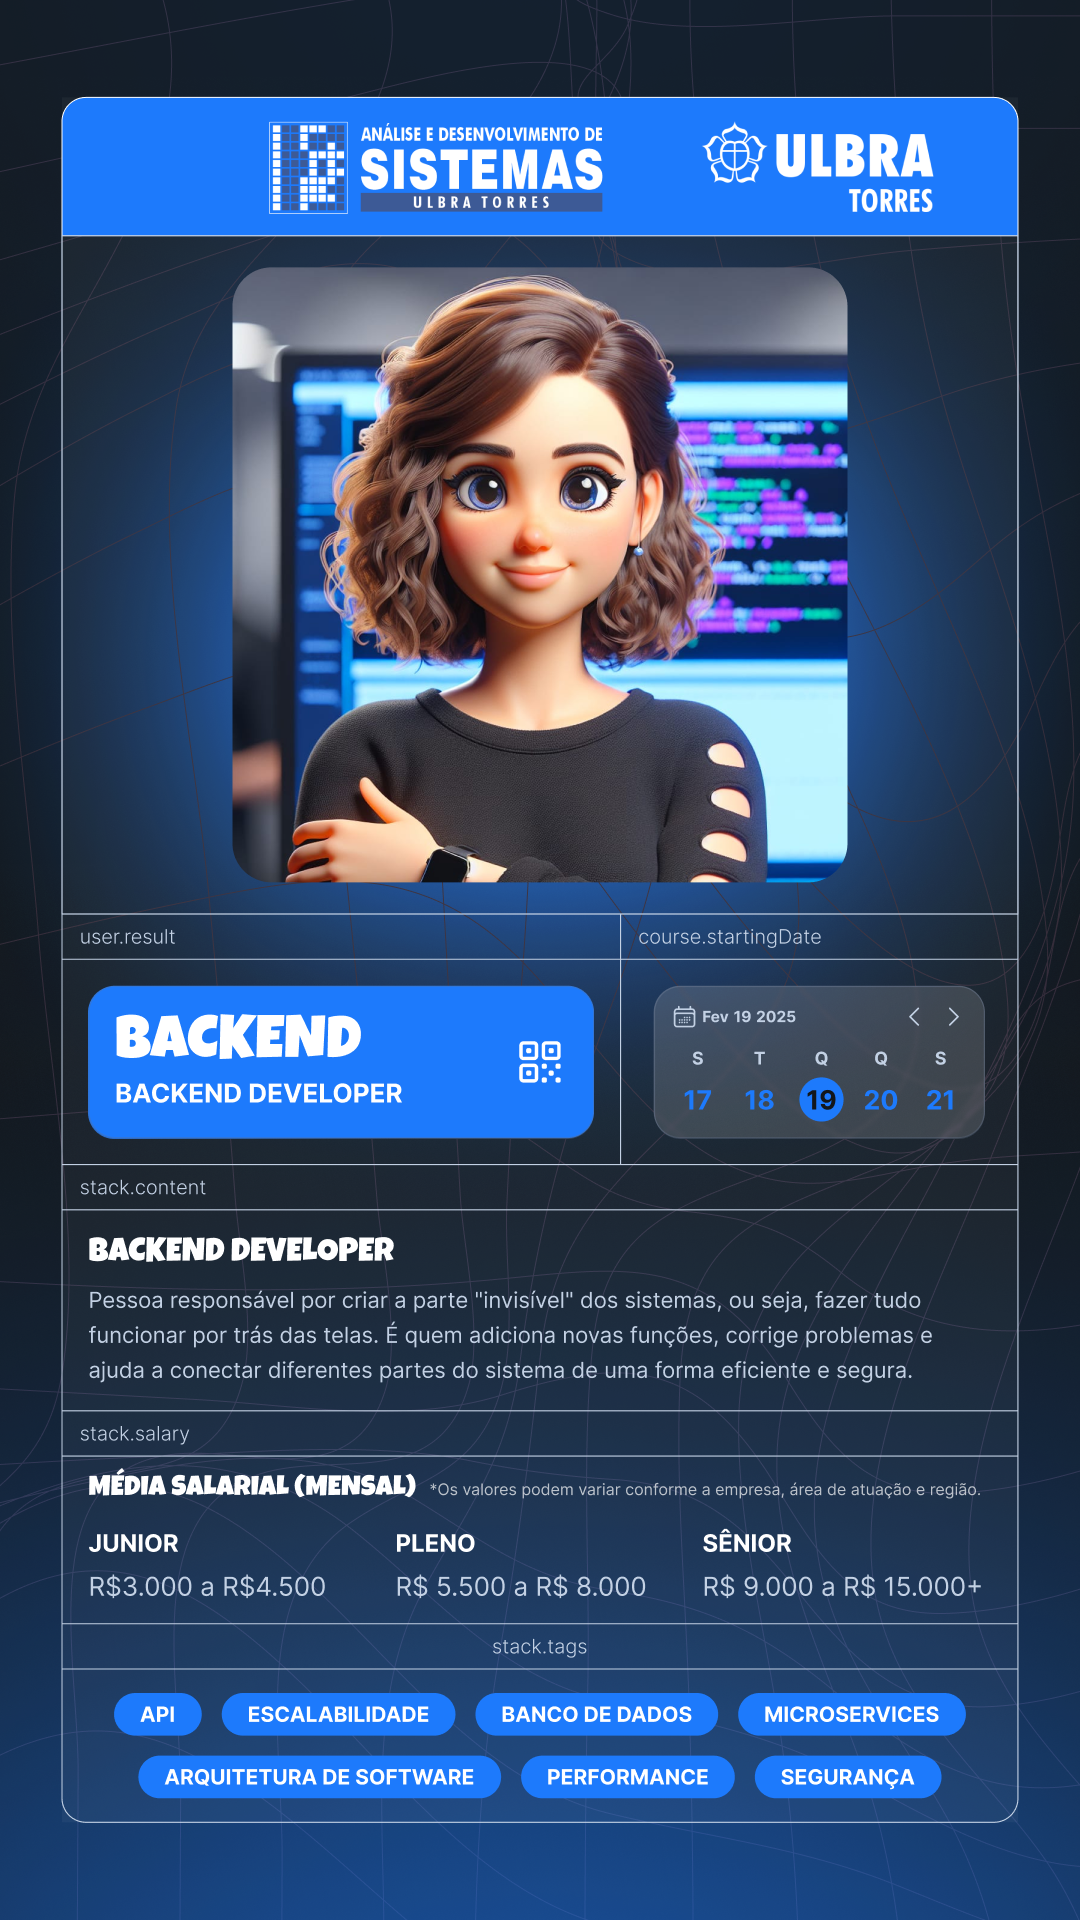 ANÁLISE E DESENVOLVIMENTO DE
SISTEMAS
ULBRA TORRES
ULBRA
TORRES
user.result
course.startingDate
BACKEND
BACKEND DEVELOPER
Fev 19 2025
S T Q Q S
17 18 19 20 21
stack.content
BACKEND DEVELOPER
Pessoa responsável por criar a parte "invisível" dos sistemas, ou seja, fazer tudo
funcionar por trás das telas. É quem adiciona novas funções, corrige problemas e
ajuda a conectar diferentes partes do sistema de uma forma eficiente e segura.
stack.salary
MÉDIA SALARIAL (MENSAL) *Os valores podem variar conforme a empresa, área de atuação e região.
JUNIOR PLENO SÊNIOR
R$3.000 a R$4.500 R$ 5.500 a R$ 8.000 R$ 9.000 a R$ 15.000+
stack.tags
API ESCALABILIDADE BANCO DE DADOS MICROSERVICES
ARQUITETURA DE SOFTWARE PERFORMANCE SEGURANÇA